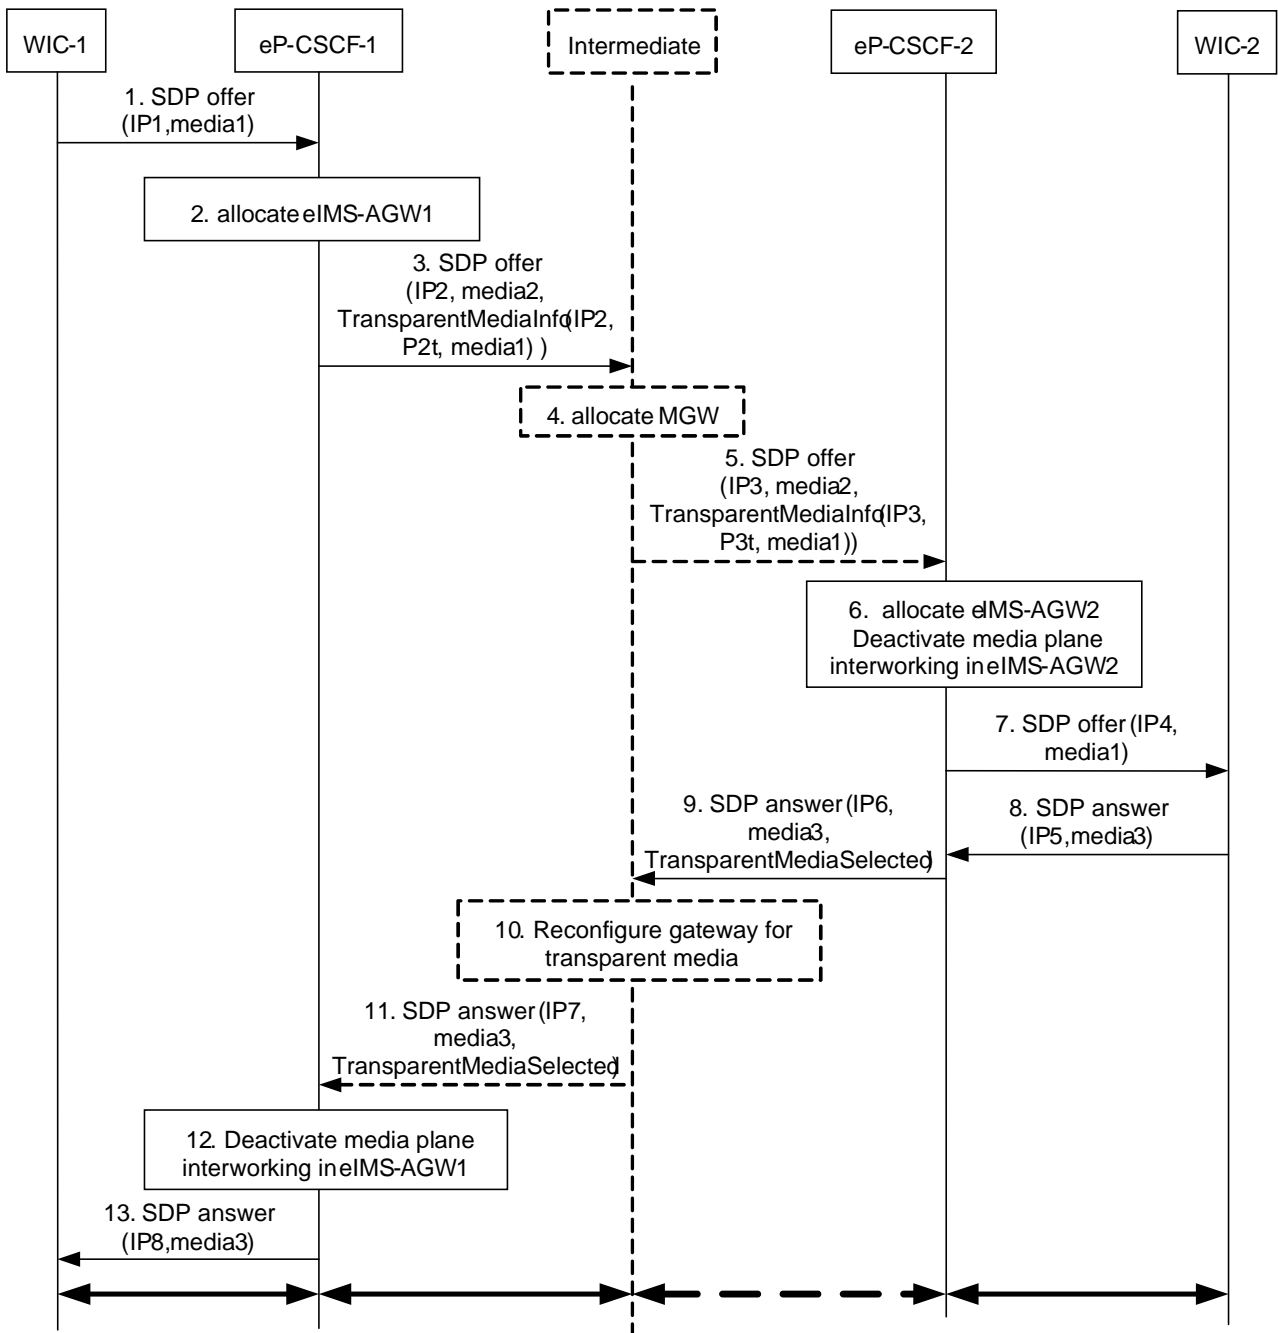 WIC-1
eP-CSCF-1
Intermediate
eP-CSCF-2
WIC-2
1. SDP offer
(IP1,media1)
2. allocate eIMS-AGW1
3. SDP offer
(IP2, media2,
TransparentMediaInfo(IP2,
P2t, media1) )
4. allocate MGW
5. SDP offer
(IP3, media2,
TransparentMediaInfo(IP3,
P3t, media1))
6. allocate eIMS-AGW2
Deactivate media plane
interworking in eIMS-AGW2
7. SDP offer (IP4,
media1)
8. SDP answer
(IP5,media3)
9. SDP answer (IP6,
media3,
TransparentMediaSelected)
10. Reconfigure gateway for
transparent media
11. SDP answer (IP7,
media3,
TransparentMediaSelected)
12. Deactivate media plane
interworking in eIMS-AGW1
13. SDP answer
(IP8,media3)